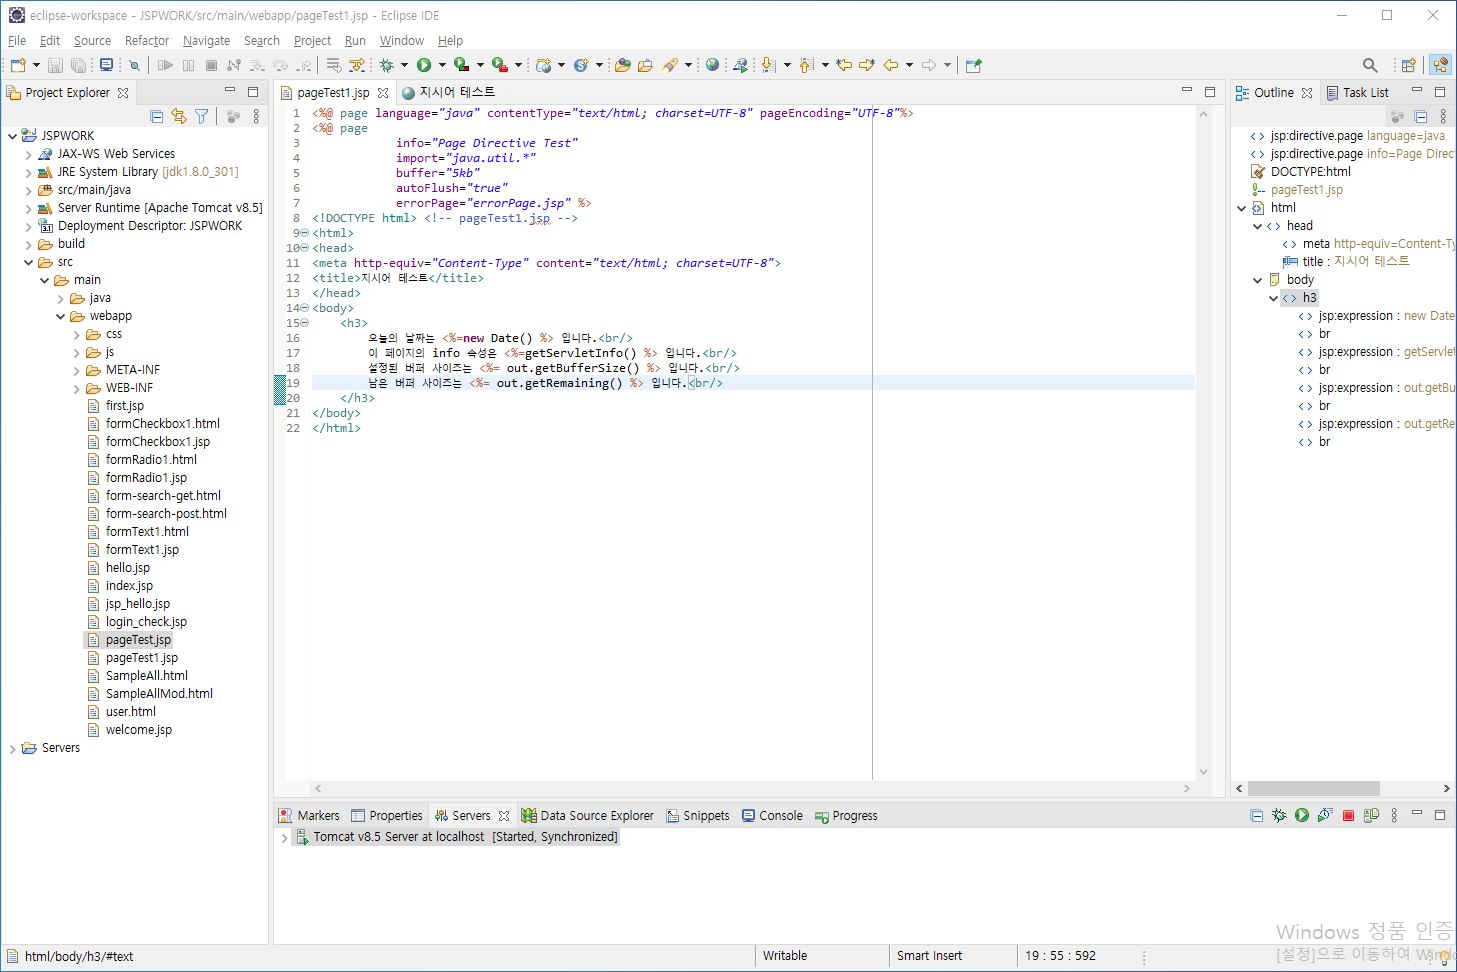 eclipse-workspace - JSPWORK/src/main/webapp/pageTest1.jsp - Eclipse IDE
File Edit Source Refactor Navigate Search Project Run Window Help
Project Explorer
JSPWORK
JAX-WS Web Services
JRE System Library [jdk1.8.0_301]
src/main/java
Server Runtime [Apache Tomcat v8.5]
Deployment Descriptor: JSPWORK
build
src
main
java
webapp
css
js
META-INF
WEB-INF
first.jsp
formCheckbox1.html
formCheckbox1.jsp
formRadio1.html
formRadio1.jsp
form-search-get.html
form-search-post.html
formText1.html
formText1.jsp
hello.jsp
index.jsp
jsp_hello.jsp
login_check.jsp
pageTest.jsp
pageTest1.jsp
SampleAll.html
SampleAllMod.html
user.html
welcome.jsp
Servers
pageTest1.jsp 지시어 테스트
1 <%@ page language="java" contentType="text/html; charset=UTF-8" pageEncoding="UTF-8"%>
2 <%@ page
3 info="Page Directive Test"
4 import="java.util.*"
5 buffer="5kb"
6 autoFlush="true"
7 errorPage="errorPage.jsp" %>
8 <!DOCTYPE html> <!-- pageTest1.jsp -->
9 <html>
10 <head>
11 <meta http-equiv="Content-Type" content="text/html; charset=UTF-8">
12 <title>지시어 테스트</title>
13 </head>
14 <body>
15 <h3>
16 오늘의 날짜는 <%=new Date() %> 입니다.<br/>
17 이 페이지의 info 속성은 <%=getServletInfo() %> 입니다.<br/>
18 설정된 버퍼 사이즈는 <%= out.getBufferSize() %> 입니다.<br/>
19 남은 버퍼 사이즈는 <%= out.getRemaining() %> 입니다.<br/>
20 </h3>
21 </body>
22 </html>
Outline Task List
jsp:directive.page language=java
jsp:directive.page info=Page Direc
DOCTYPE:html
pageTest1.jsp
html
head
meta http-equiv=Content-Ty
title : 지시어 테스트
body
h3
jsp:expression : new Date
br
jsp:expression : getServlet
br
jsp:expression : out.getBu
br
jsp:expression : out.getRe
br
Markers Properties Servers Data Source Explorer Snippets Console Progress
Tomcat v8.5 Server at localhost [Started, Synchronized]
Windows 정품 인증
[설정]으로 이동하여 Wind
html/body/h3/#text Writable Smart Insert 19 : 55 : 592